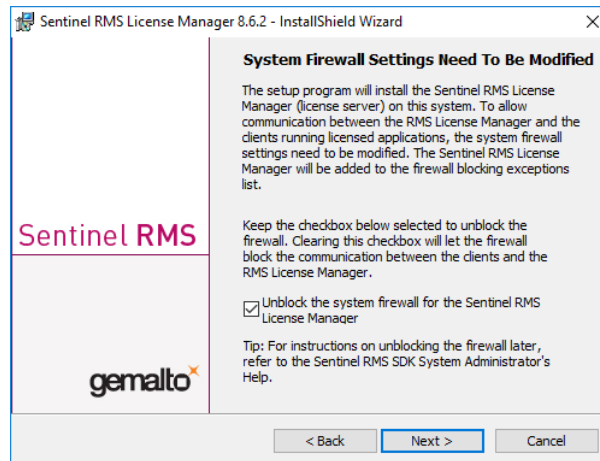 Sentinel RMS License Manager 8.6.2 - InstallShield Wizard
System Firewall Settings Need To Be Modified
The setup program will install the Sentinel RMS License
Manager (license server) on this system. To allow
communication between the RMS License Manager and the
clients running licensed applications, the system firewall
settings need to be modified. The Sentinel RMS License
Manager will be added to the firewall blocking exceptions
list.
Sentinel RMS
Keep the checkbox below selected to unblock the
firewall. Clearing this checkbox will let the firewall
block the communication between the clients and the
RMS License Manager.
Unblock the system firewall for the Sentinel RMS
License Manager
Tip: For instructions on unblocking the firewall later,
refer to the Sentinel RMS SDK System Administrator's
Help.
gemalto
< Back
Next >
Cancel